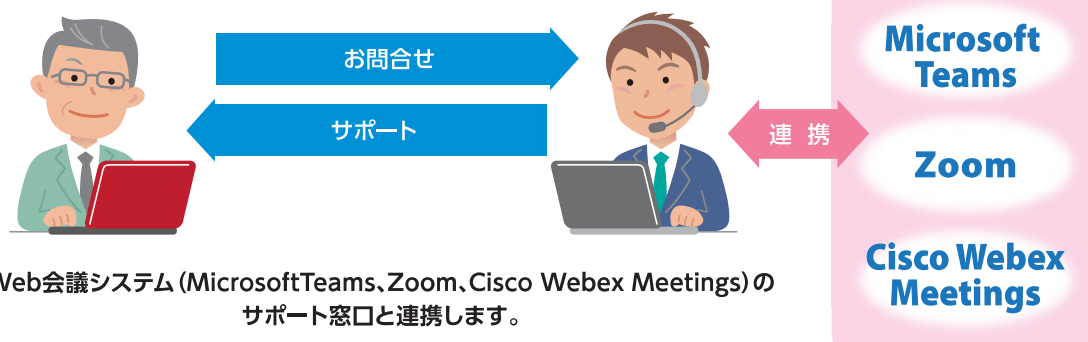 お問合せ
サポート
連携
Microsoft
Teams
Zoom
Cisco Webex
Meetings
Web会議システム(MicrosoftTeams、Zoom、Cisco Webex Meetings)の
サポート窓口と連携します。